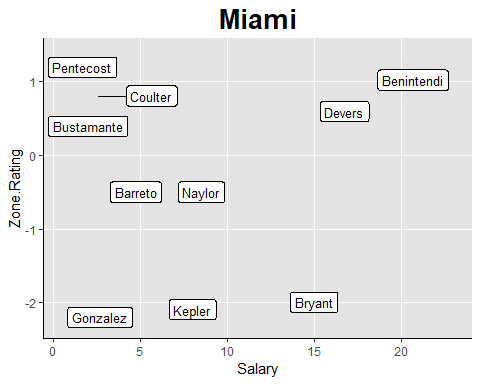 Miami
Zone.Rating
1
0
-1
-2
Pentecost
Benintendi
Coulter
Devers
Bustamante
Barreto
Naylor
Bryant
Kepler
Gonzalez
0
5
10
15
20
Salary